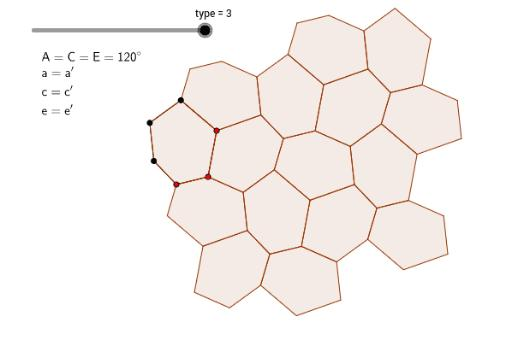 type = 3
A = C = E = 120°
a = a′
c = c′
e = e′